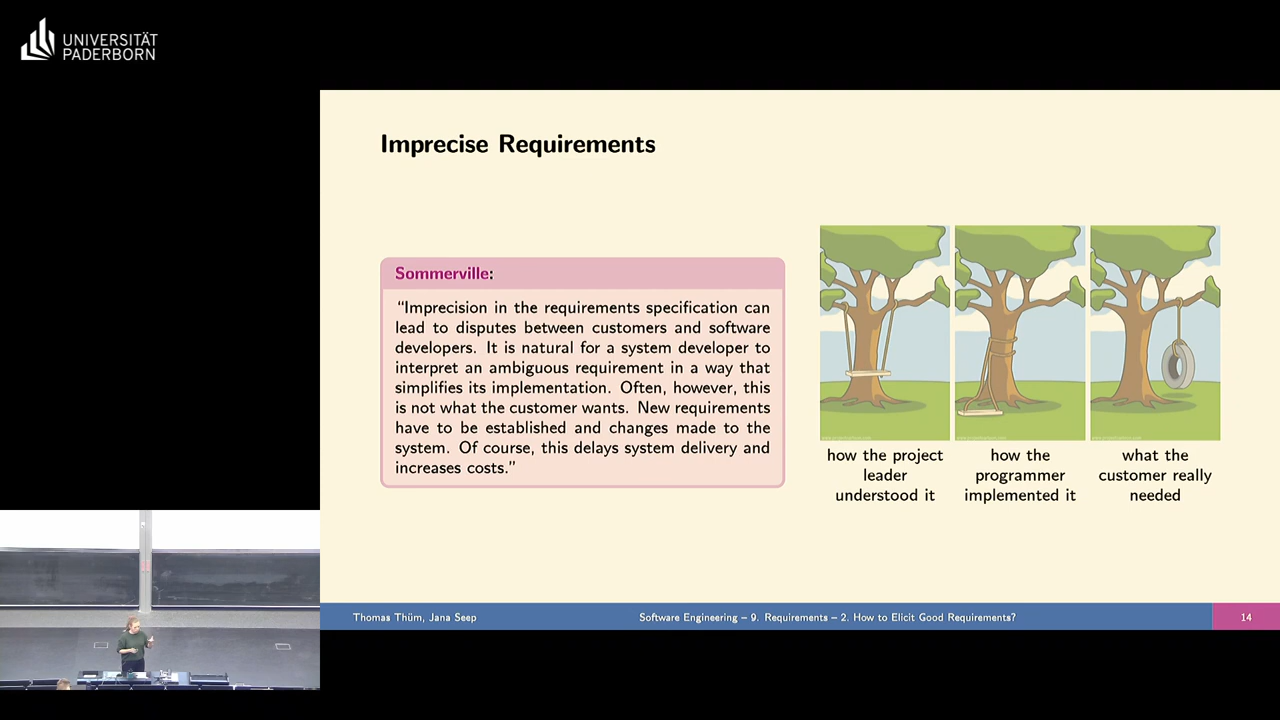 UNIVERSITÄT
PADERBORN
Imprecise Requirements
Sommerville:
“Imprecision in the requirements specification can
lead to disputes between customers and software
developers. It is natural for a system developer to
interpret an ambiguous requirement in a way that
simplifies its implementation. Often, however, this
is not what the customer wants. New requirements
have to be established and changes made to the
system. Of course, this delays system delivery and
increases costs.”
how the project
leader
understood it
how the
programmer
implemented it
what the
customer really
needed
Thomas Thüm, Jana Seep
Software Engineering – 9. Requirements – 2. How to Elicit Good Requirements?
14